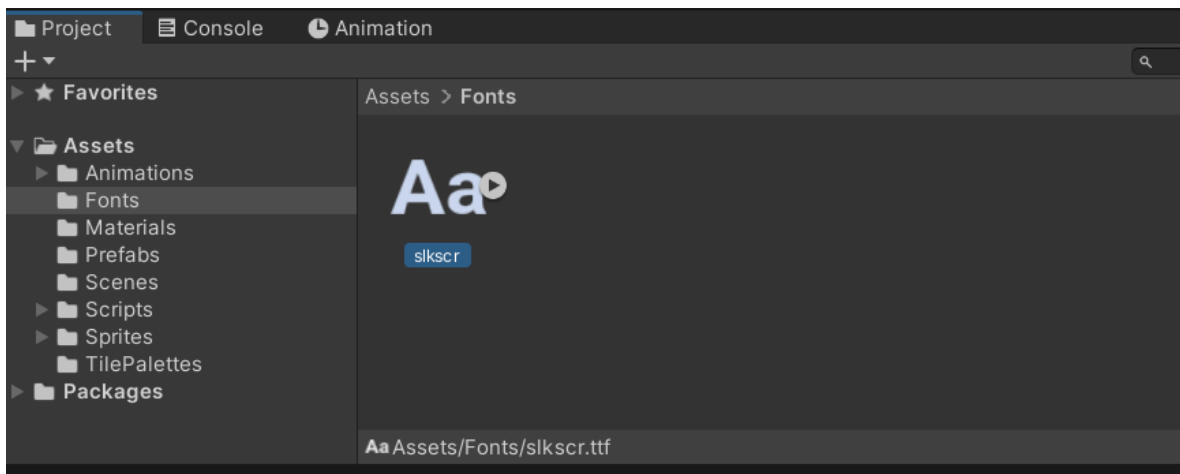 Project Console Animation
Favorites
Assets
Animations
Fonts
Materials
Prefabs
Scenes
Scripts
Sprites
TilePalettes
Packages
Assets > Fonts
Aa
slkscr
Aa Assets/Fonts/slkscr.ttf